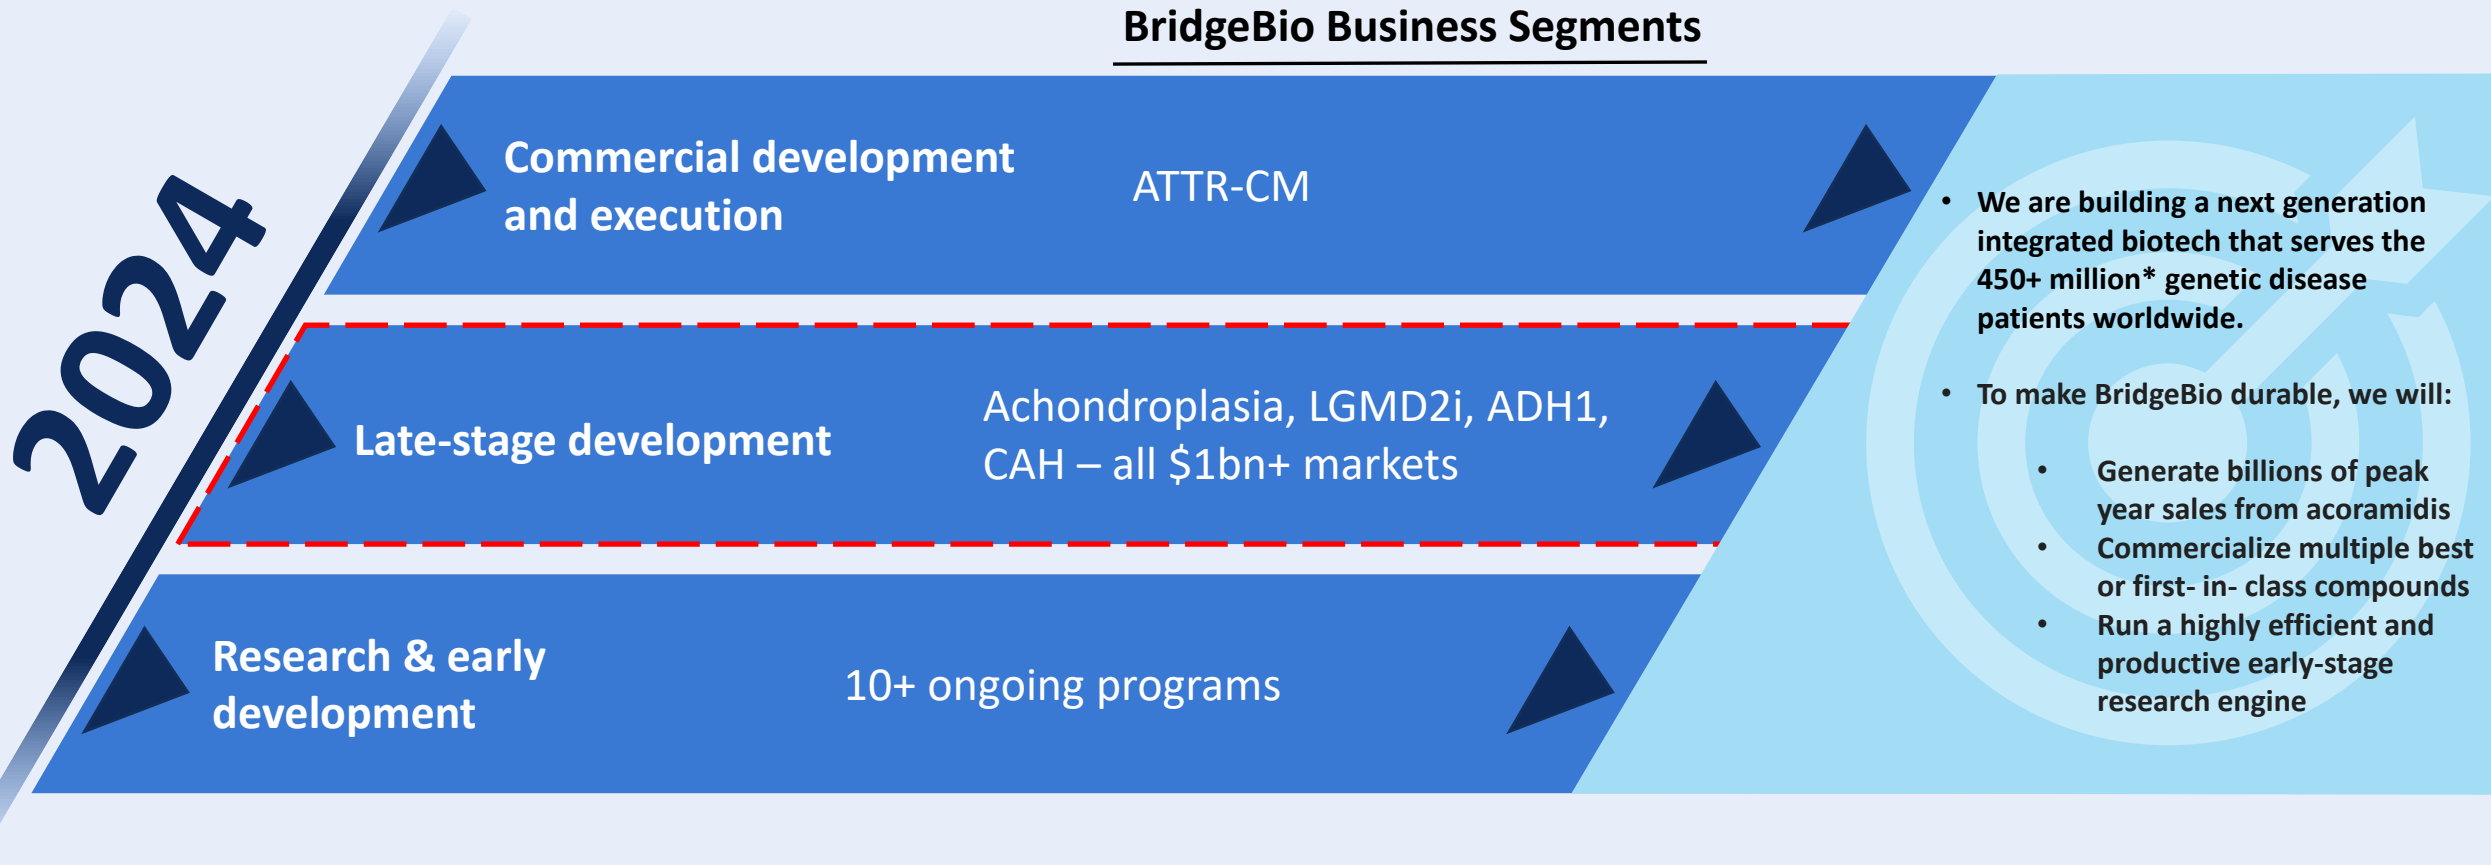 BridgeBio Business Segments
2024
Commercial development
and execution
ATTR-CM
Late-stage development
Achondroplasia, LGMD2i, ADH1,
CAH – all $1bn+ markets
Research & early
development
10+ ongoing programs
• We are building a next generation
integrated biotech that serves the
450+ million* genetic disease
patients worldwide.
• To make BridgeBio durable, we will:
• Generate billions of peak
year sales from acoramidis
• Commercialize multiple best
or first- in- class compounds
• Run a highly efficient and
productive early-stage
research engine